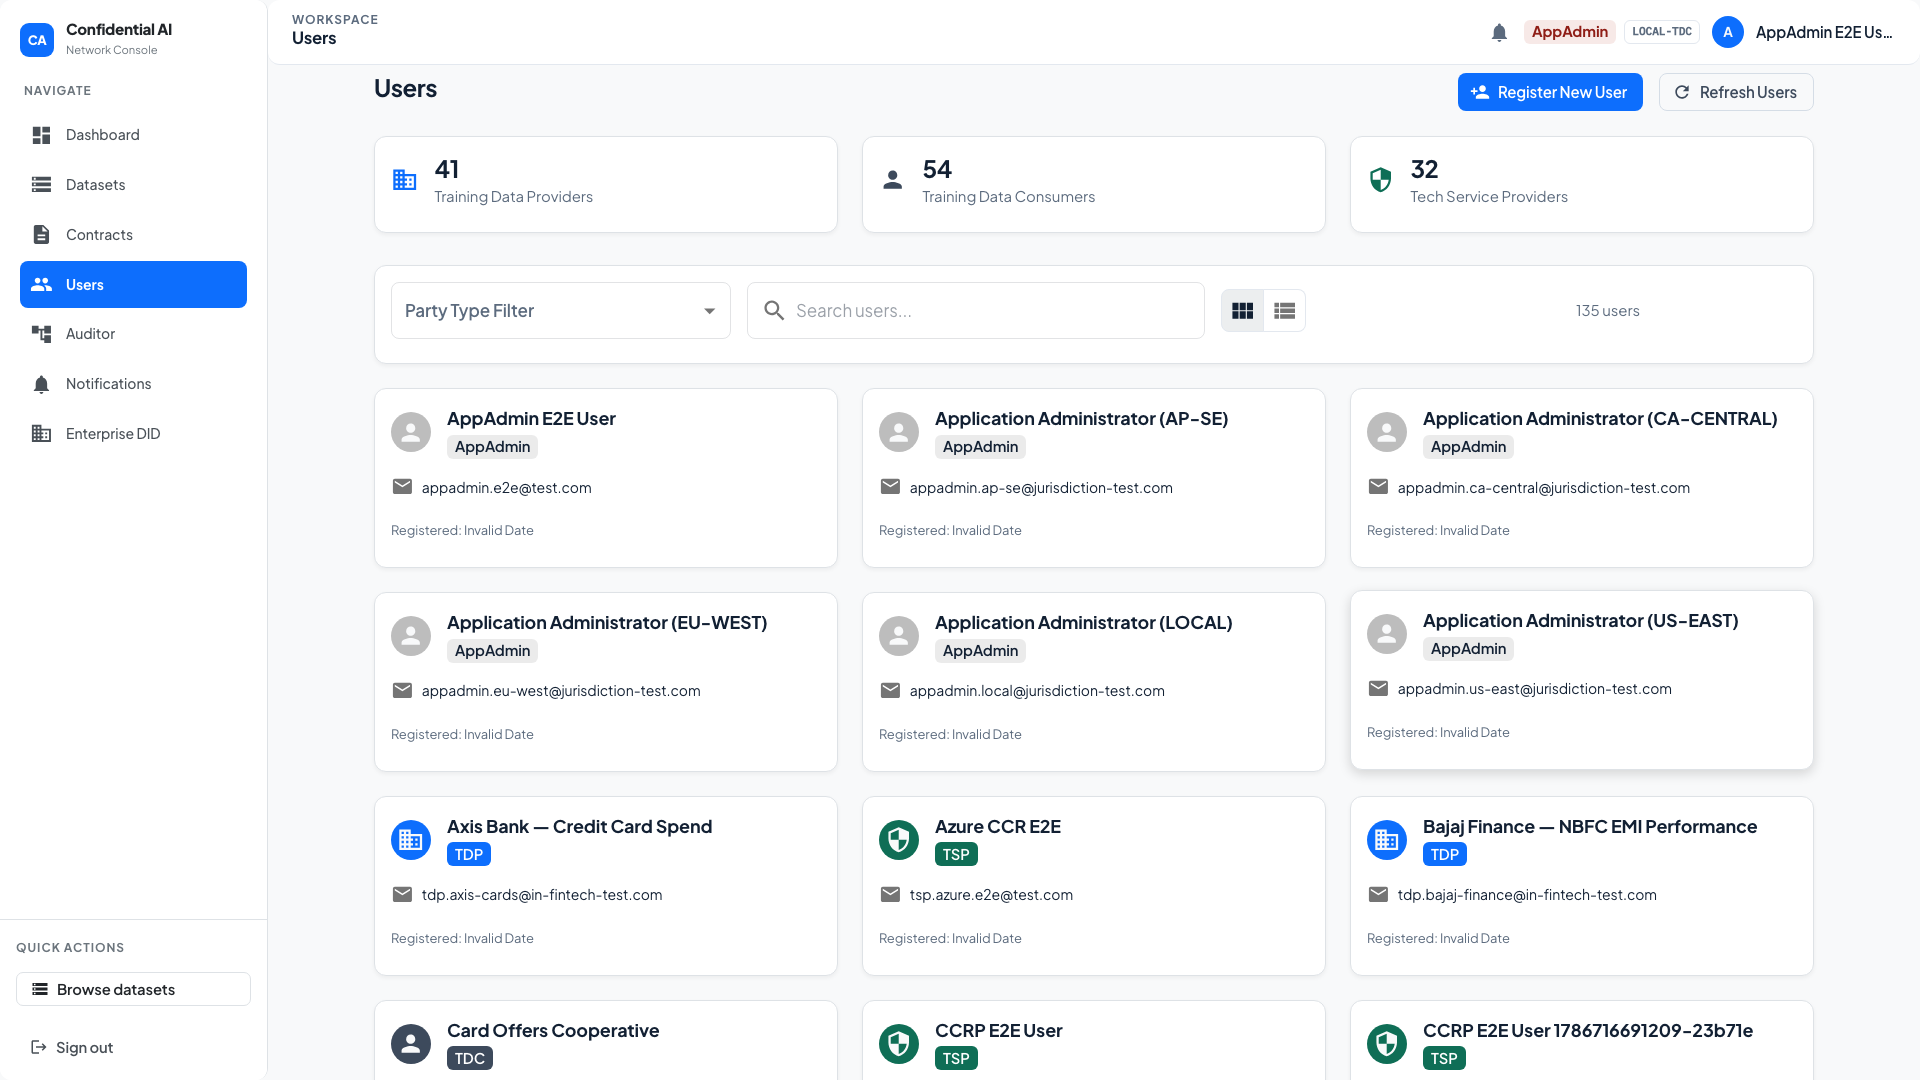 CA
Confidential AI
Network Console
NAVIGATE
Dashboard
Datasets
Contracts
Users
Auditor
Notifications
Enterprise DID
QUICK ACTIONS
Browse datasets
Sign out
WORKSPACE
Users
AppAdmin
LOCAL-TDC
A
AppAdmin E2E Us...
Users
Register New User
Refresh Users
41
Training Data Providers
54
Training Data Consumers
32
Tech Service Providers
Party Type Filter
Search users...
135 users
AppAdmin E2E User
AppAdmin
appadmin.e2e@test.com
Registered: Invalid Date
Application Administrator (AP-SE)
AppAdmin
appadmin.ap-se@jurisdiction-test.com
Registered: Invalid Date
Application Administrator (CA-CENTRAL)
AppAdmin
appadmin.ca-central@jurisdiction-test.com
Registered: Invalid Date
Application Administrator (EU-WEST)
AppAdmin
appadmin.eu-west@jurisdiction-test.com
Registered: Invalid Date
Application Administrator (LOCAL)
AppAdmin
appadmin.local@jurisdiction-test.com
Registered: Invalid Date
Application Administrator (US-EAST)
AppAdmin
appadmin.us-east@jurisdiction-test.com
Registered: Invalid Date
Axis Bank — Credit Card Spend
TDP
tdp.axis-cards@in-fintech-test.com
Registered: Invalid Date
Azure CCR E2E
TSP
tsp.azure.e2e@test.com
Registered: Invalid Date
Bajaj Finance — NBFC EMI Performance
TDP
tdp.bajaj-finance@in-fintech-test.com
Registered: Invalid Date
Card Offers Cooperative
TDC
CCRP E2E User
TSP
CCRP E2E User 1786716691209-23b71e
TSP